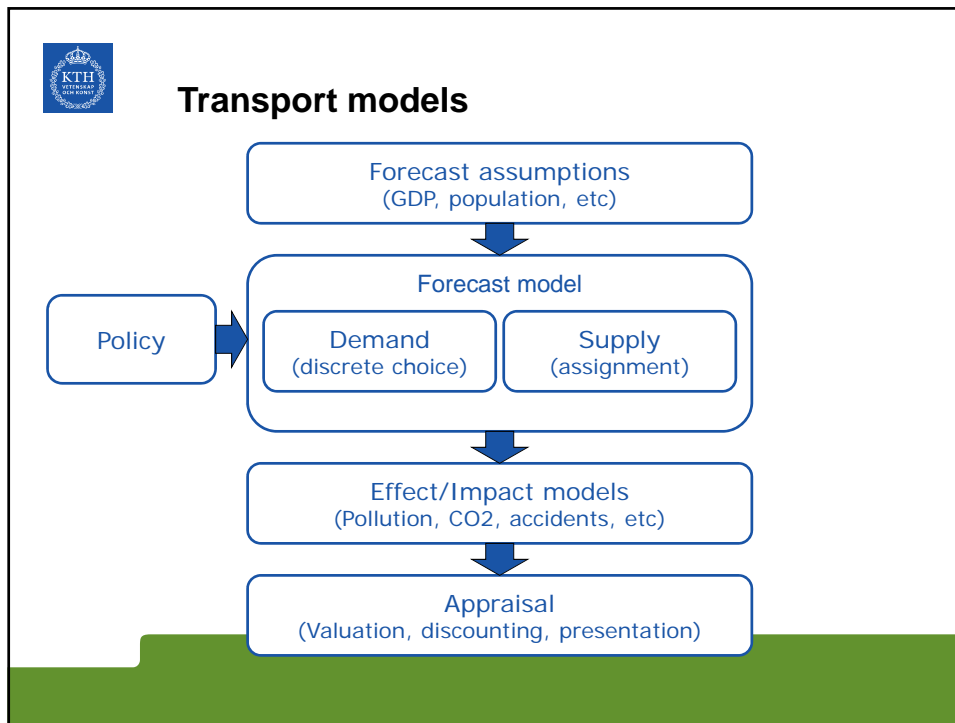 KTH
VETENSKAP
OCH KONST
Transport models
Forecast assumptions
(GDP, population, etc)
Forecast model
Policy
Demand
(discrete choice)
Supply
(assignment)
Effect/Impact models
(Pollution, CO2, accidents, etc)
Appraisal
(Valuation, discounting, presentation)